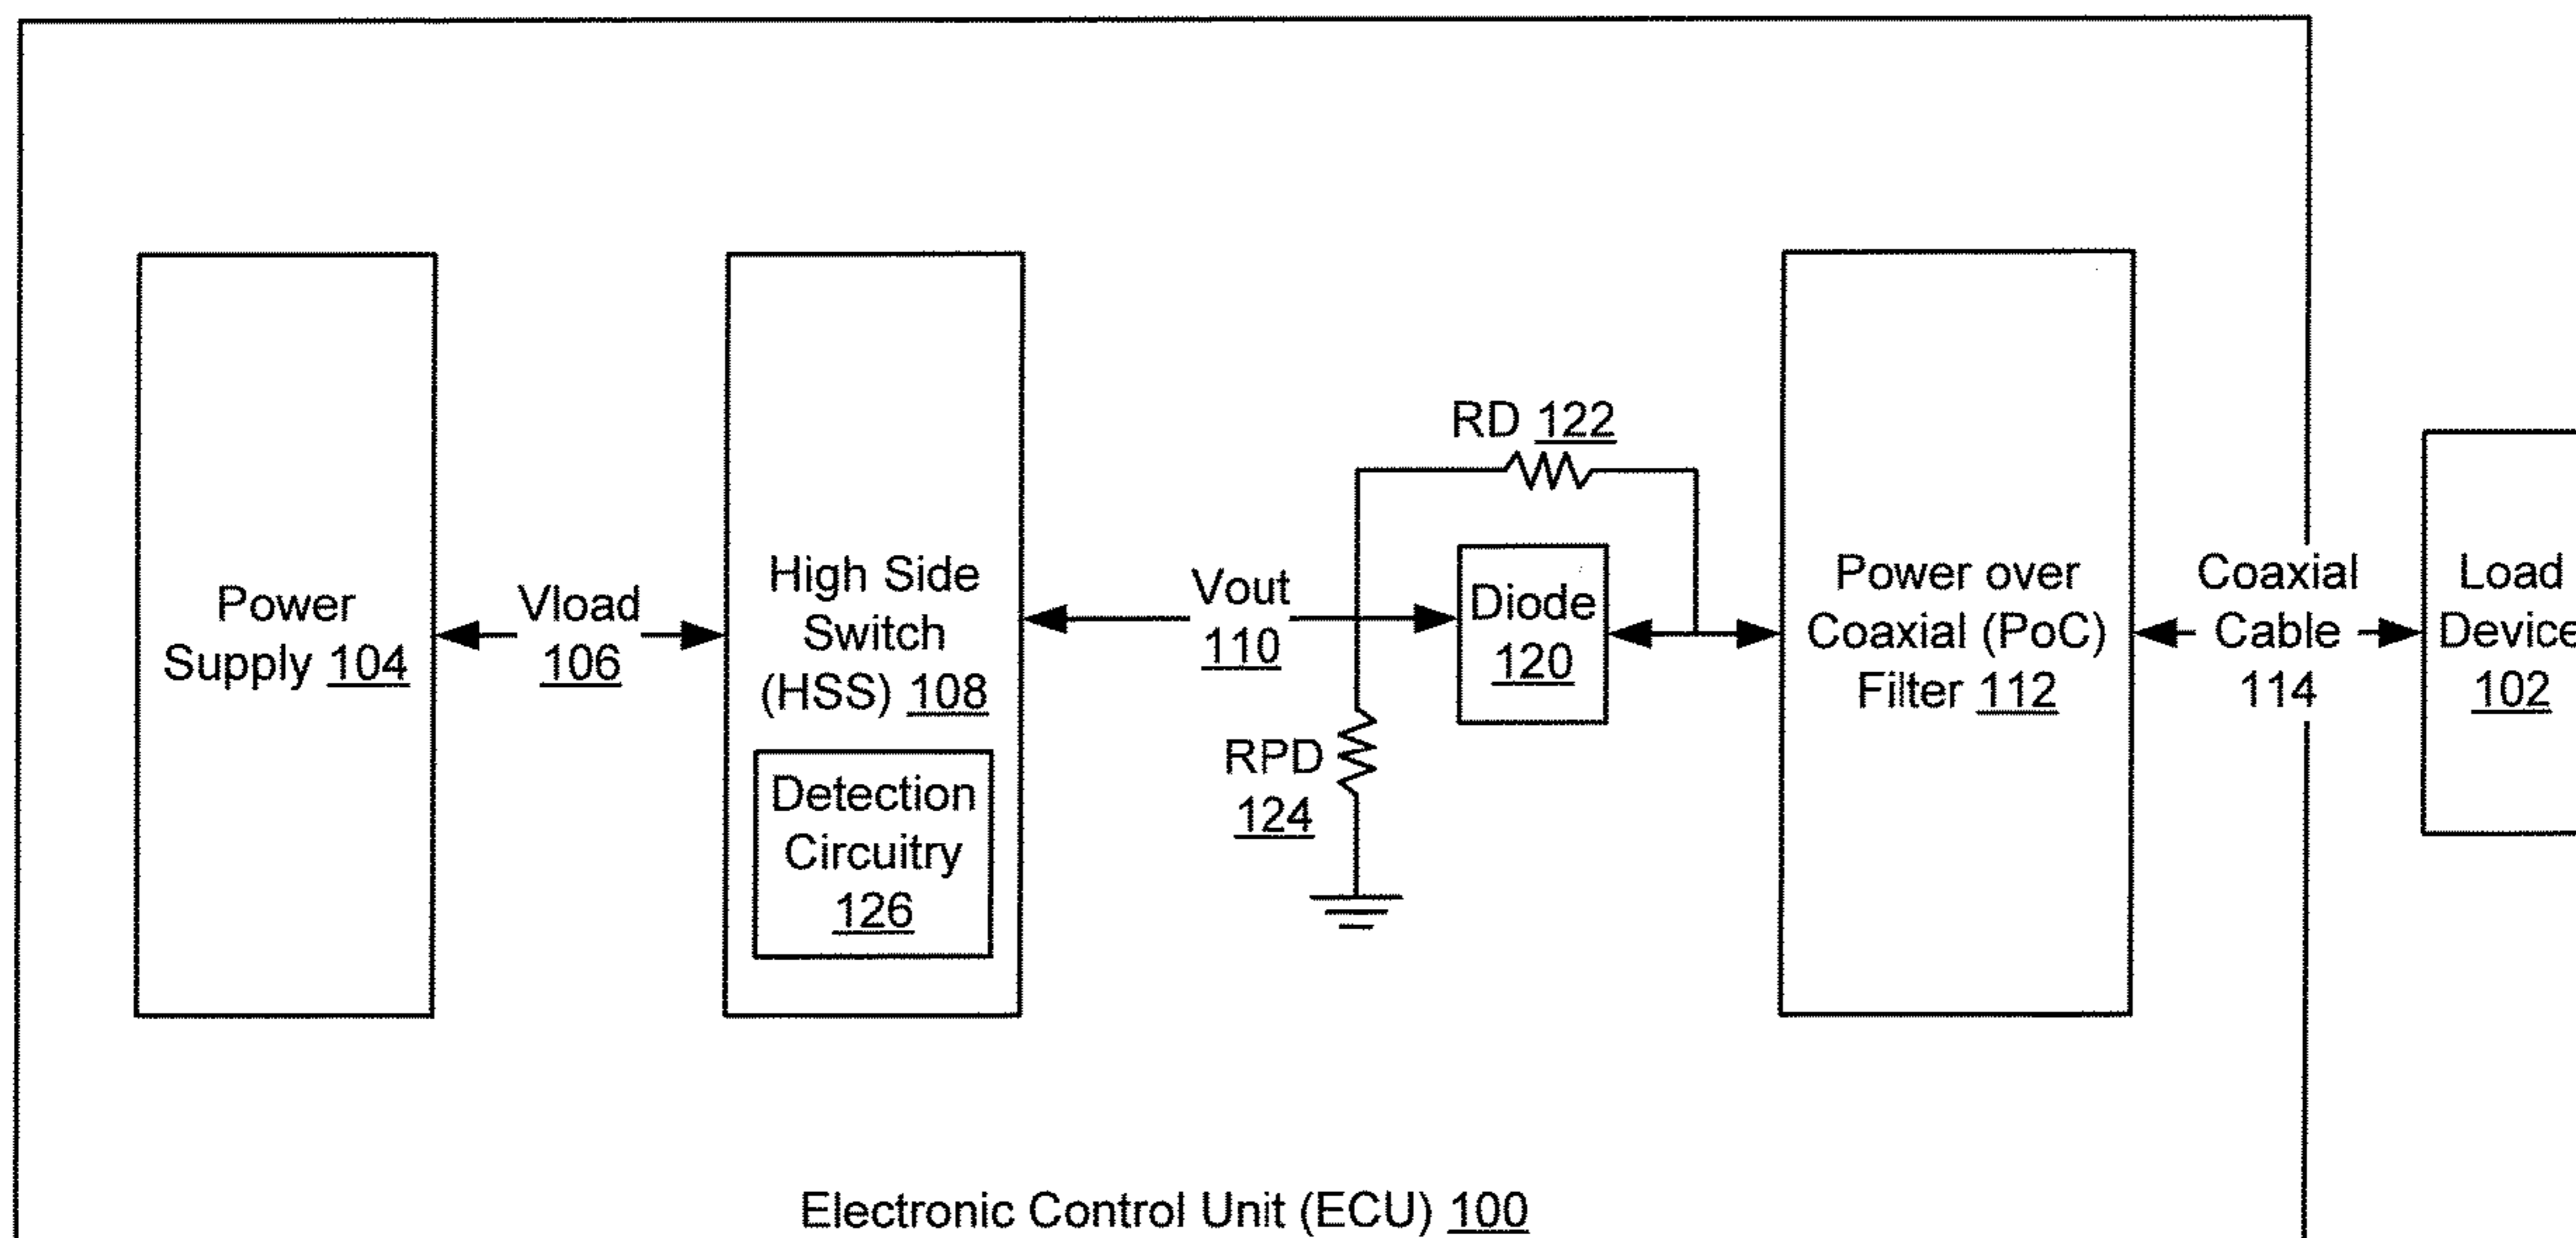 Power
Supply 104
Vload
106
High Side
Switch
(HSS) 108
Detection
Circuitry
126
Vout
110
RD 122
Diode
120
RPD
124
Power over
Coaxial (PoC)
Filter 112
Coaxial
Cable
114
Load
Device
102
Electronic Control Unit (ECU) 100